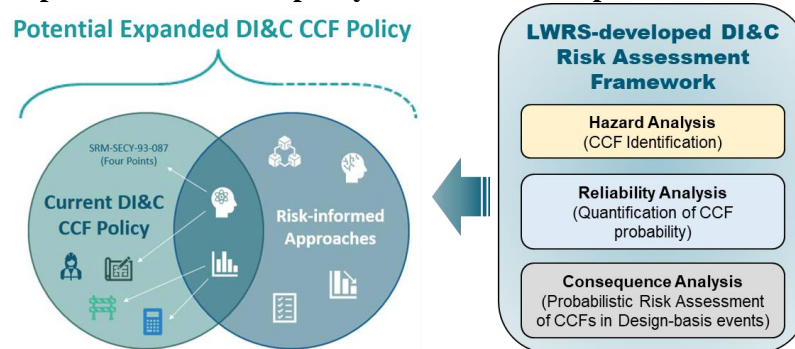 Potential Expanded DI&C CCF Policy
SRM-SECY-93-087
(Four Points)
Current DI&C
CCF Policy
Risk-informed
Approaches
LWRS-developed DI&C
Risk Assessment
Framework
Hazard Analysis
(CCF Identification)
Reliability Analysis
(Quantification of CCF
probability)
Consequence Analysis
(Probabilistic Risk Assessment
of CCFs in Design-basis events)